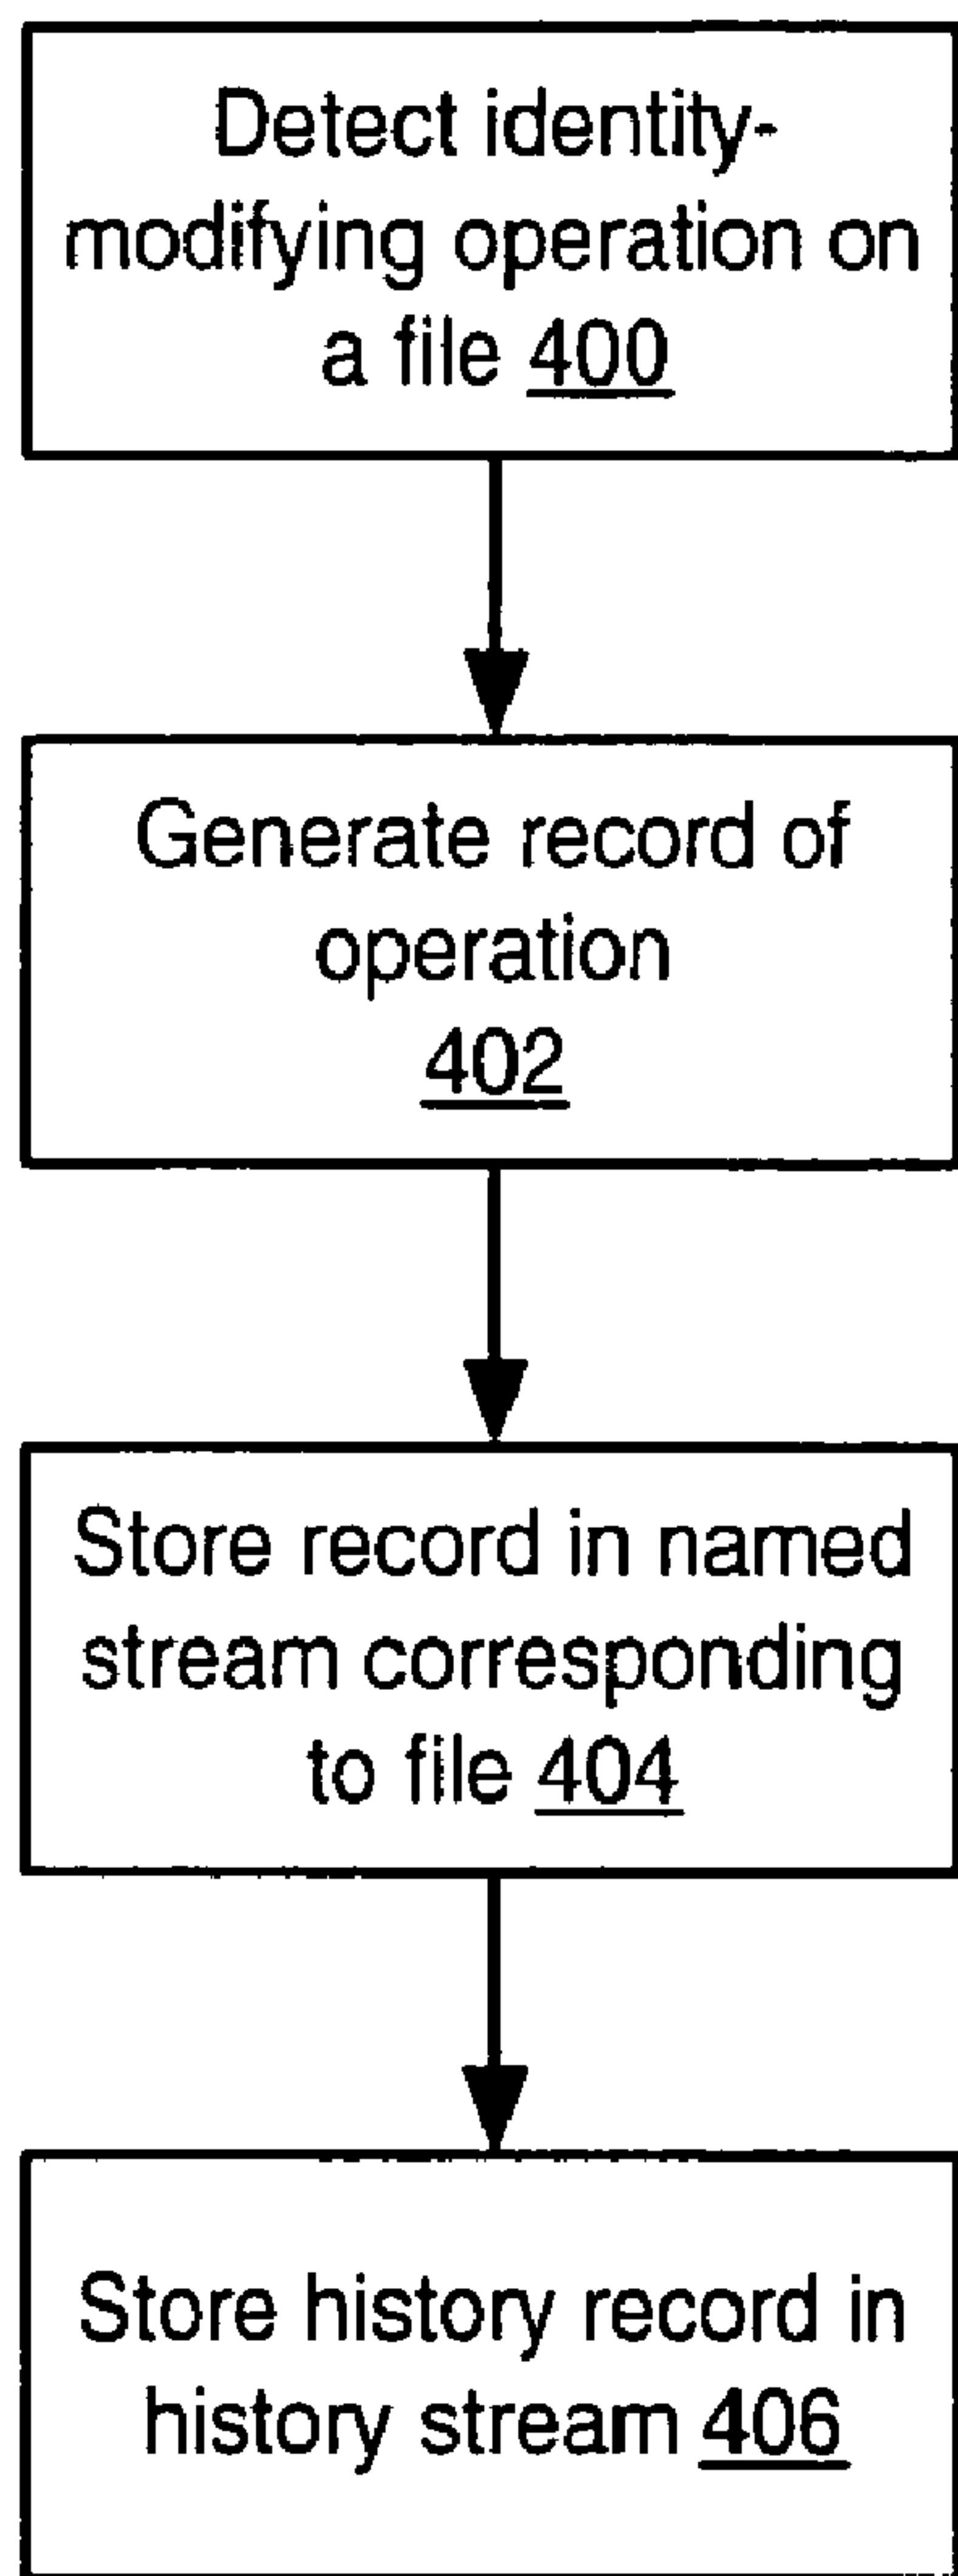 Detect identity-
modifying operation on
a file 400
Generate record of
operation
402
Store record in named
stream corresponding
to file 404
Store history record in
history stream 406